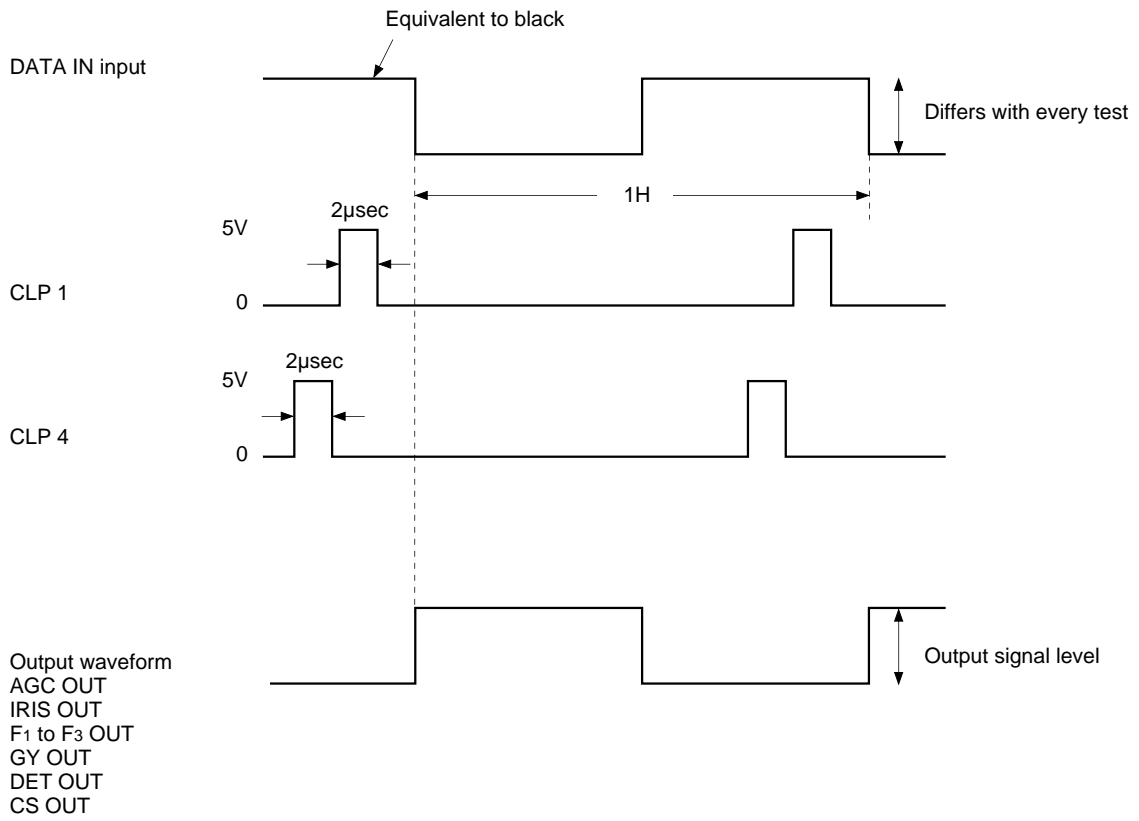 Equivalent to black
DATA IN input
Differs with every test
1H
2µsec
5V
0
CLP 1
2µsec
5V
0
CLP 4
Output waveform
AGC OUT
IRIS OUT
F1 to F3 OUT
GY OUT
DET OUT
CS OUT
Output signal level